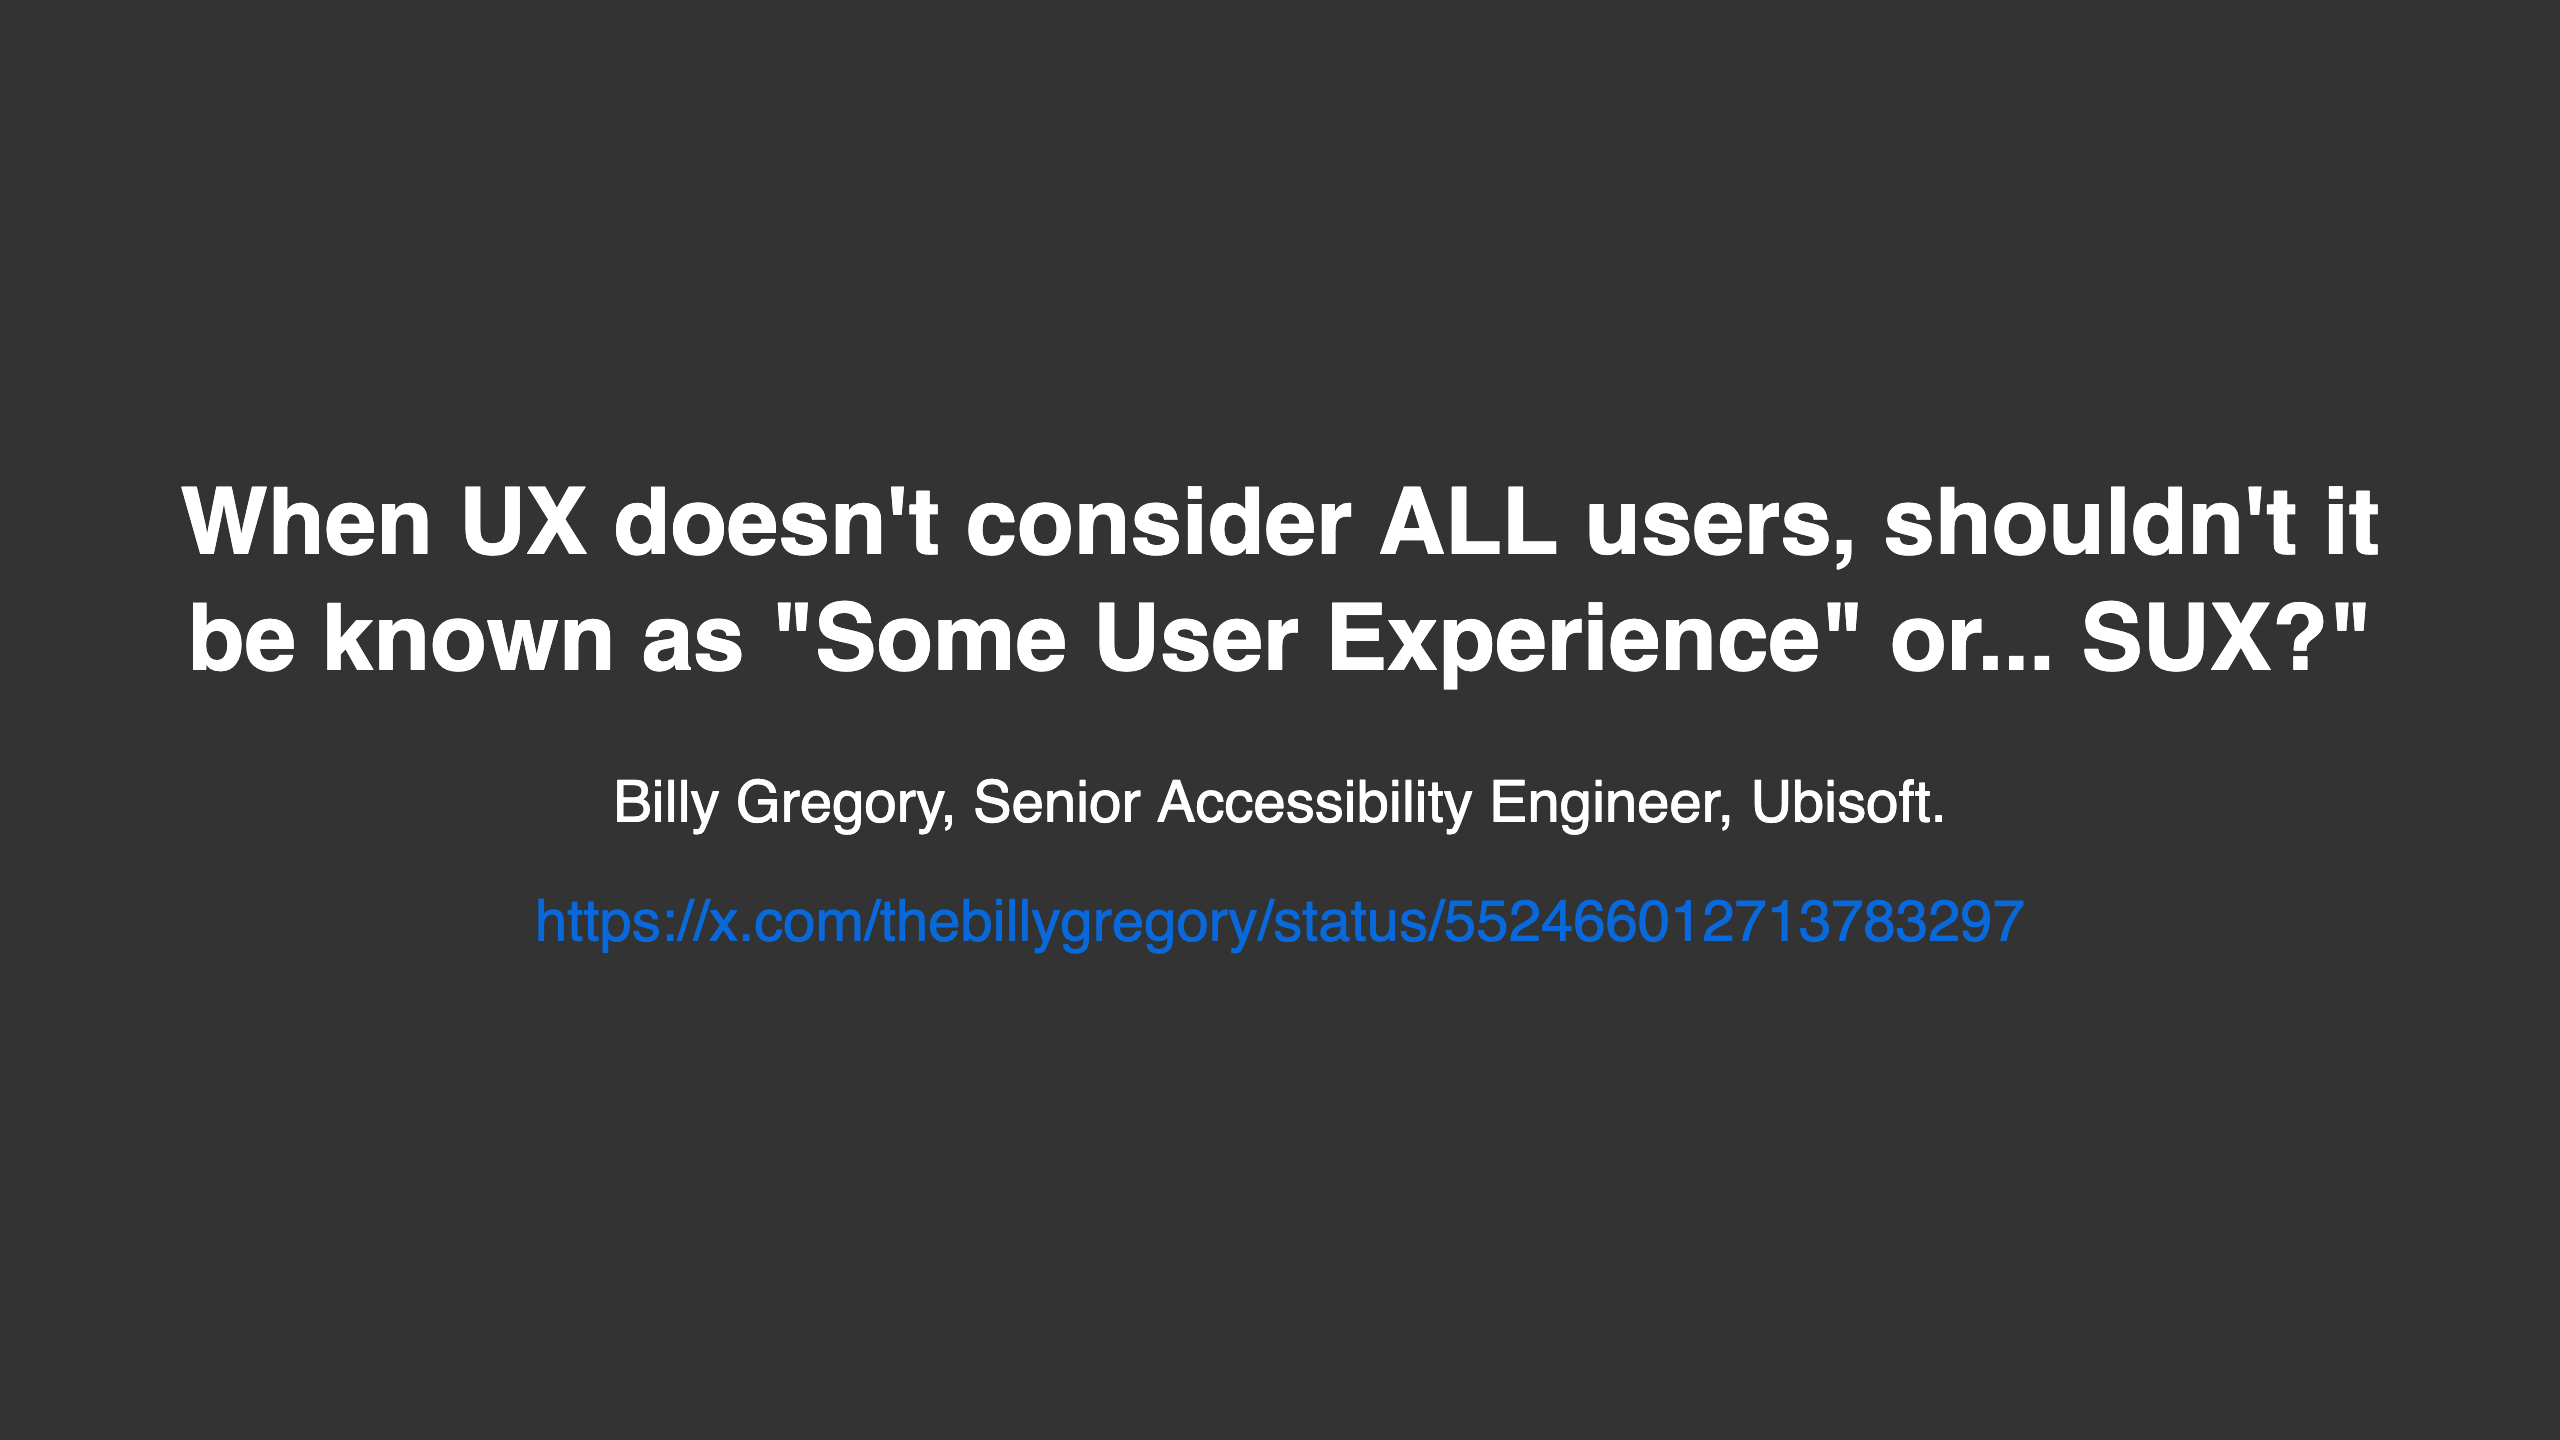 When UX doesn't consider ALL users, shouldn't it
be known as "Some User Experience" or... SUX?"
Billy Gregory, Senior Accessibility Engineer, Ubisoft.
https://x.com/thebillygregory/status/552466012713783297